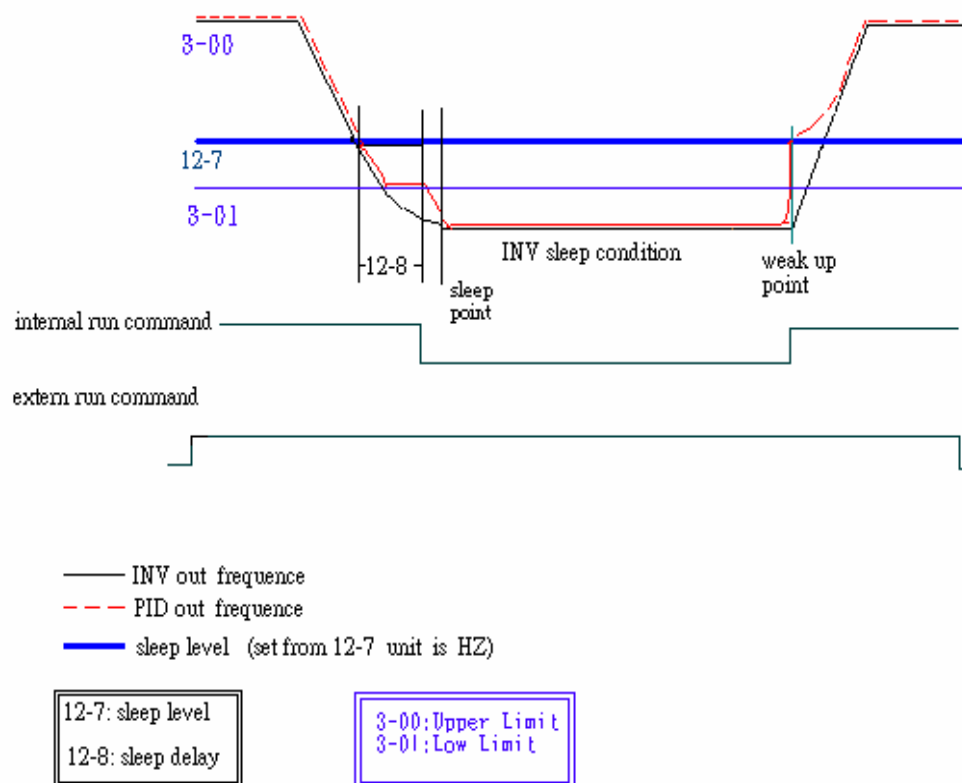 3-00
12-7
3-01
12-8
INV sleep condition
sleep
point
weak up
point
internal run command
extern run command
INV out frequence
PID out frequence
sleep level (set from 12-7 unit is HZ)
12-7: sleep level
12-8: sleep delay
3-00:Upper Limit
3-01:Low Limit